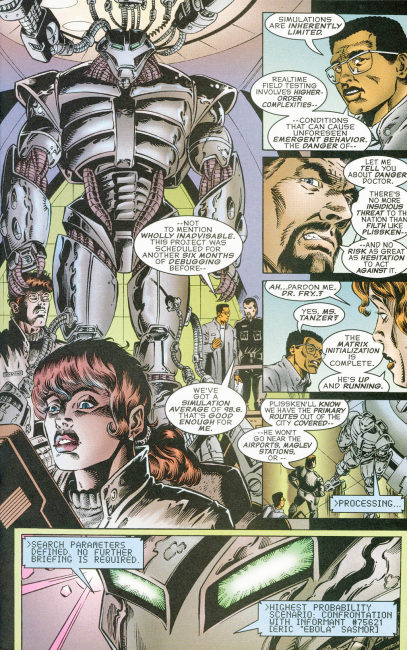 --NOT
TO MENTION
WHOLLY INADVISABLE.
THIS PROJECT WAS
SCHEDULED FOR
ANOTHER SIX MONTHS
DEBUGGING
BEFORE--
WE'VE
GOT A
SIMULATION
AVERAGE OF 98.6.
THAT'S GOOD
ENOUGH FOR
ME.
SIMULATIONS
ARE INHERENTLY
LIMITED.
REALTIME
FIELD TESTING
INVOLVES HIGHER-
ORDER
COMPLEXITIES--
--CONDITIONS
THAT CAN CAUSE
UNFORESEEN
EMERGENT BEHAVIOR.
THE DANGER OF--
LET ME
TELL YOU
ABOUT DANGER
DOCTOR.
THERE'S
NO MORE
INSIDIOUS
THREAT TO THE
NATION THAN
FILTH LIKE
PLISSKEN--
--AND NO
RISK AS GREAT
AS HESITATION
TO ACT
AGAINST IT.
AH...PARDON ME,
DR. FRY?
YES, MS.
TANZER?
THE
MATRIX
INITIALIZATION
IS
COMPLETE.
HE'S UP
AND RUNNING.
PLISSKEN'LL KNOW
WE HAVE THE PRIMARY
ROUTES OUT OF THE
CITY COVERED--
--HE WON'T
GO NEAR THE
AIRPORTS, MAGLEV
STATIONS,
OR --
>PROCESSING...
>SEARCH PARAMETERS
DEFINED. NO FURTHER
BRIEFING IS REQUIRED.
>HIGHEST PROBABILITY
SCENARIO: CONFRONTATION
WITH INFORMANT #75621
[ERIC "EBOLA" SASMOR]